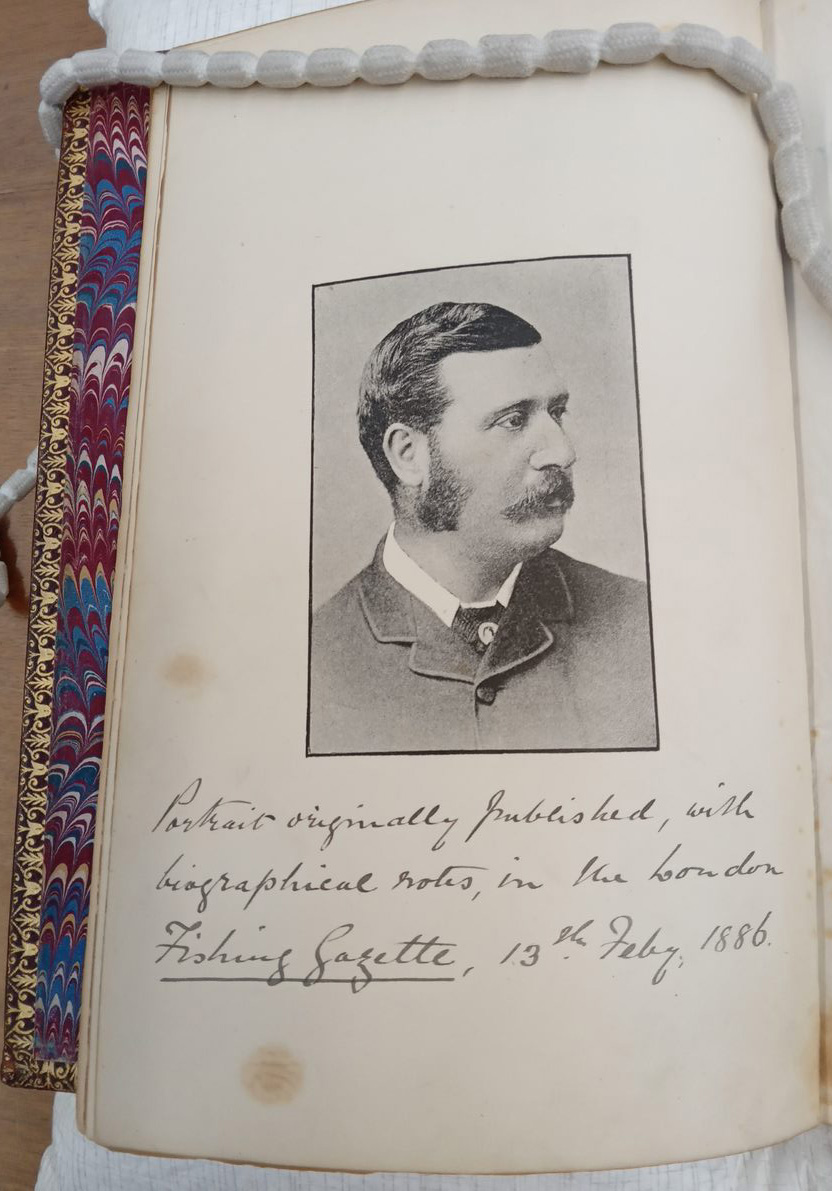 Portrait originally published, with
biographical notes, in the London
Fishing Gazette, 13th. Feby, 1886.